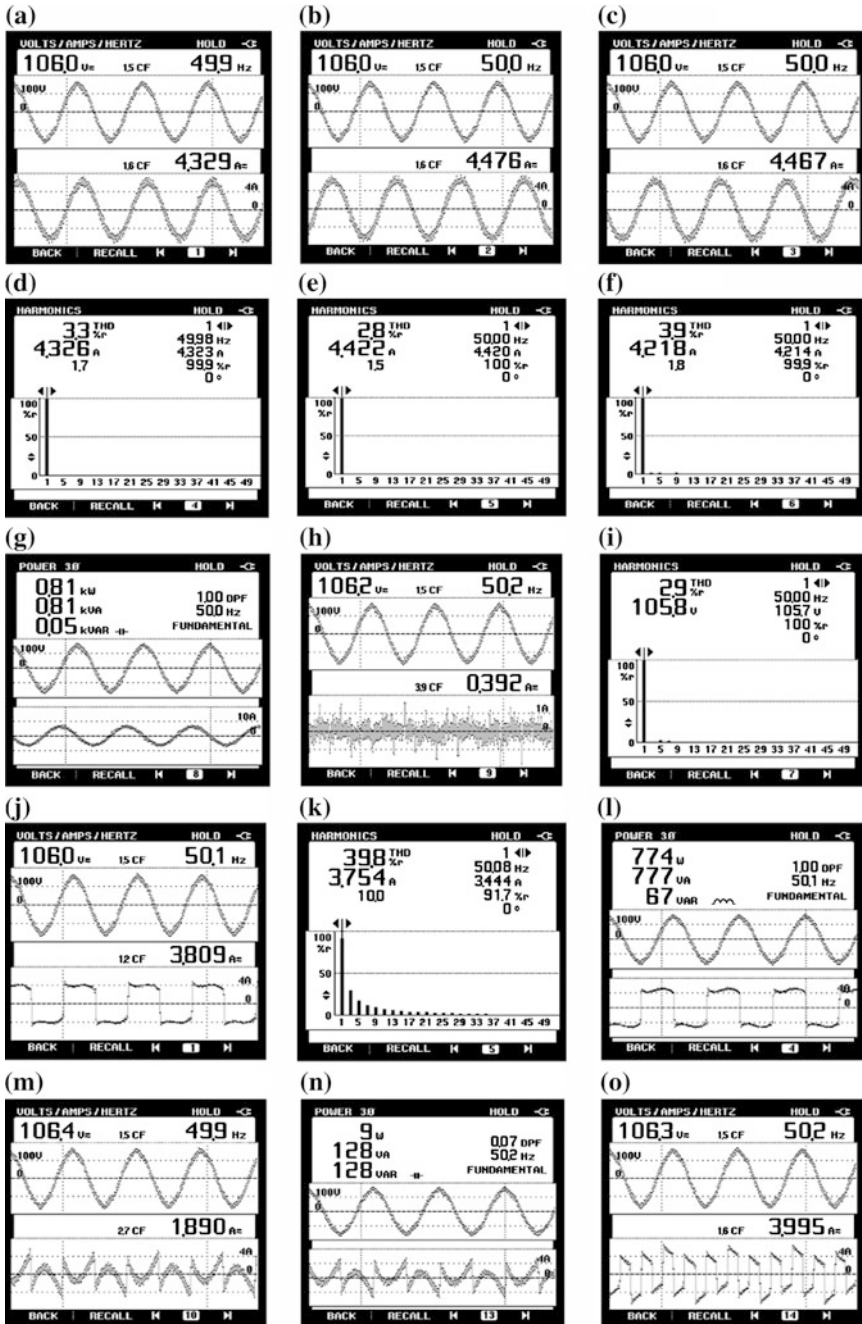 (a)
VOLTS/AMPS/HERTZ HOLD
106.0 V≂ 1.5 CF 49.9 Hz
100V
0
1.6 CF 4.329 A≂
4A
0
BACK RECALL 1
(b)
VOLTS/AMPS/HERTZ HOLD
106.0 V≂ 1.5 CF 50.0 Hz
100V
0
1.6 CF 4.476 A≂
4A
0
BACK RECALL 2
(c)
VOLTS/AMPS/HERTZ HOLD
106.0 V≂ 1.5 CF 50.0 Hz
100V
0
1.6 CF 4.467 A≂
4A
0
BACK RECALL 3
(d)
HARMONICS HOLD
3.3 THD %r 1
4.326 A 49.98 Hz
4.323 A
1.7 99.9 %r
0 °
100
%r
50
0
1 5 9 13 17 21 25 29 33 37 41 45 49
BACK RECALL 4
(e)
HARMONICS HOLD
2.8 THD %r 1
4.422 A 50.00 Hz
4.420 A
1.5 100 %r
0 °
100
%r
50
0
1 5 9 13 17 21 25 29 33 37 41 45 49
BACK RECALL 5
(f)
HARMONICS HOLD
3.9 THD %r 1
4.218 A 50.00 Hz
4.214 A
1.8 99.9 %r
0 °
100
%r
50
0
1 5 9 13 17 21 25 29 33 37 41 45 49
BACK RECALL 6
(g)
POWER 3Ø HOLD
0.81 kW
0.81 kVA 1.00 DPF
50.0 Hz
0.05 kVAR FUNDAMENTAL
100V
0
10A
0
BACK RECALL 8
(h)
VOLTS/AMPS/HERTZ HOLD
106.2 V≂ 1.5 CF 50.2 Hz
100V
0
3.9 CF 0.392 A≂
1A
0
BACK RECALL 9
(i)
HARMONICS HOLD
2.9 THD %r 1
105.8 V 50.00 Hz
105.7 V
100 %r
0 °
100
%r
50
0
1 5 9 13 17 21 25 29 33 37 41 45 49
BACK RECALL 7
(j)
VOLTS/AMPS/HERTZ HOLD
106.0 V≂ 1.5 CF 50.1 Hz
100V
0
1.2 CF 3.809 A≂
4A
0
BACK RECALL 1
(k)
HARMONICS HOLD
39.8 THD %r 1
3.754 A 50.08 Hz
3.444 A
10.0 91.7 %r
0 °
100
%r
50
0
1 5 9 13 17 21 25 29 33 37 41 45 49
BACK RECALL 5
(l)
POWER 3Ø HOLD
774 W
777 VA 1.00 DPF
50.1 Hz
67 VAR FUNDAMENTAL
100V
0
4A
0
BACK RECALL 4
(m)
VOLTS/AMPS/HERTZ HOLD
106.4 V≂ 1.5 CF 49.9 Hz
100V
0
2.7 CF 1.890 A≂
4A
0
BACK RECALL 10
(n)
POWER 3Ø HOLD
9 W
128 VA 0.07 DPF
50.2 Hz
128 VAR FUNDAMENTAL
100V
0
4A
0
BACK RECALL 13
(o)
VOLTS/AMPS/HERTZ HOLD
106.3 V≂ 1.5 CF 50.2 Hz
100V
0
1.6 CF 3.995 A≂
4A
0
BACK RECALL 14